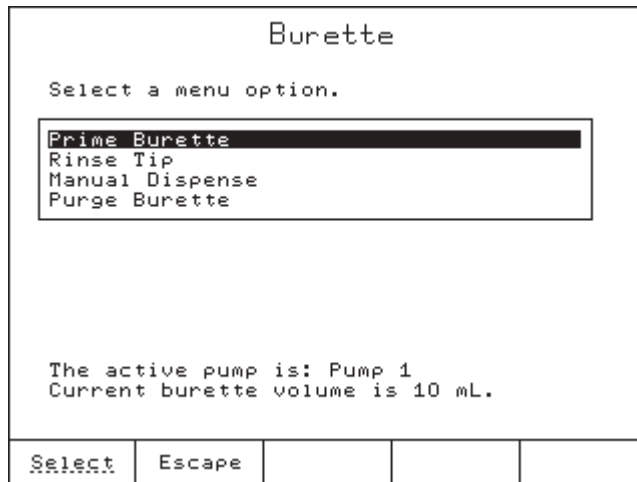 Burette
Select a menu option.
Prime Burette
Rinse Tip
Manual Dispense
Purge Burette
The active pump is: Pump 1
Current burette volume is 10 mL.
Select Escape